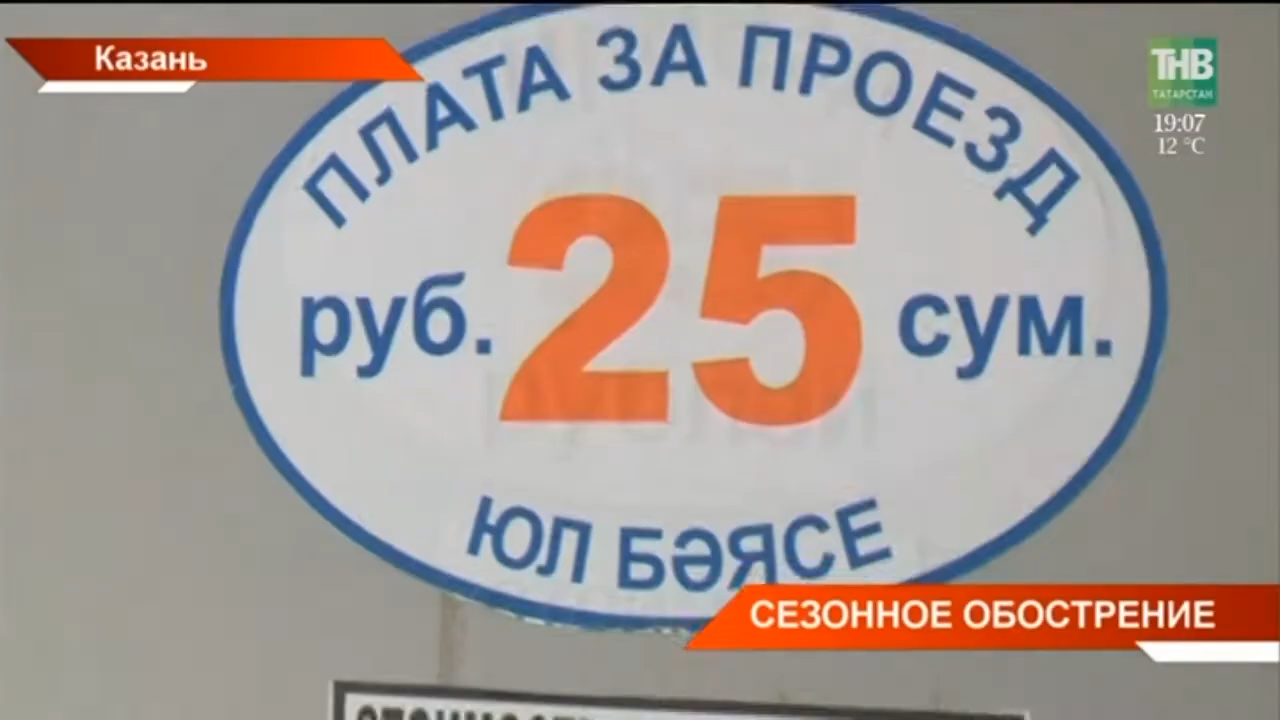 Казань
ТНВ
ТАТАРСТАН
19:07
12 °C
ПЛАТА ЗА ПРОЕЗД
руб. 25 сум.
ЮЛ БӘЯСЕ
СЕЗОННОЕ ОБОСТРЕНИЕ